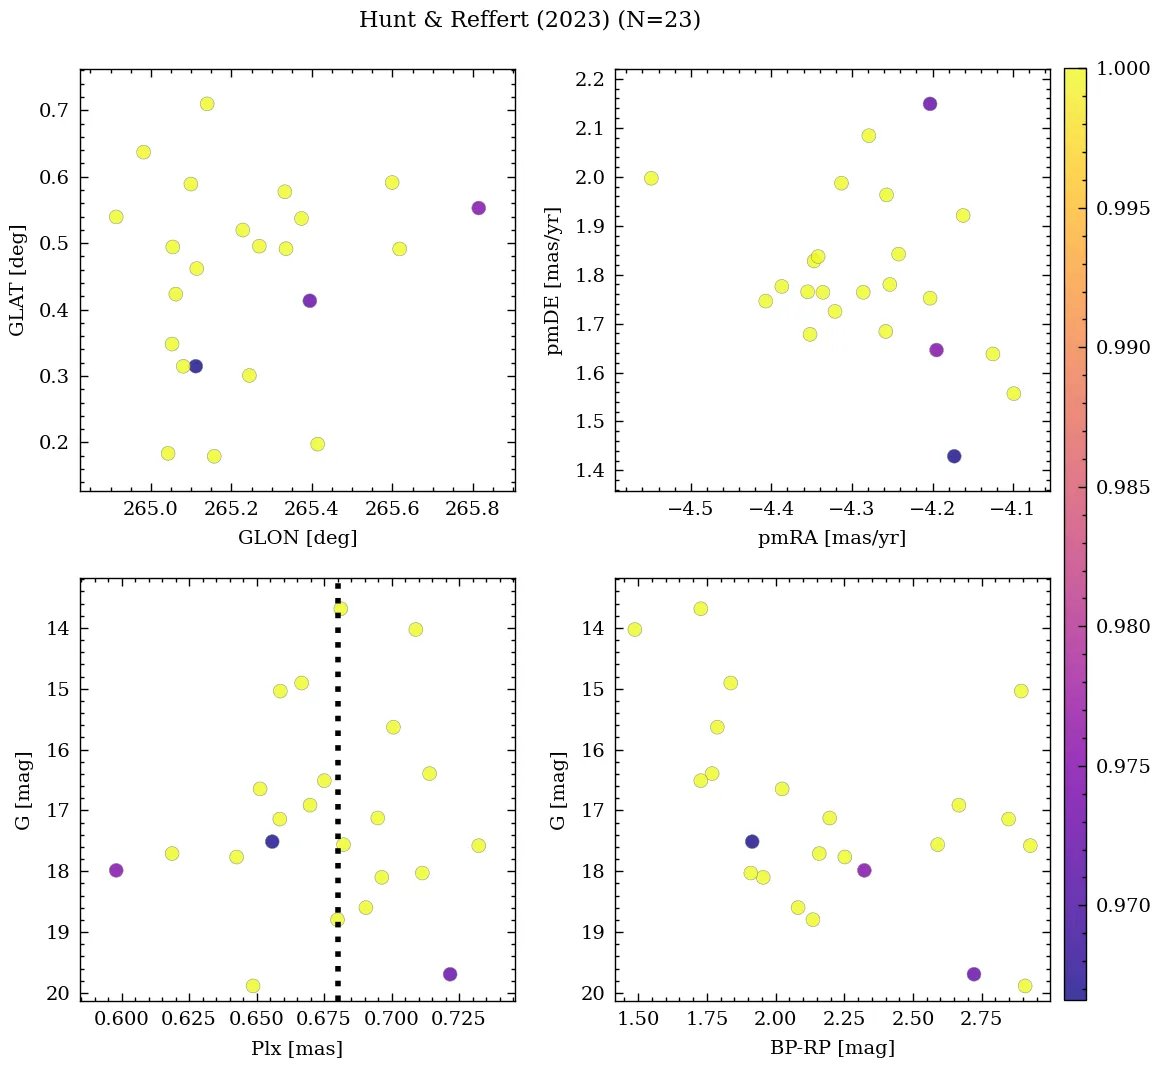 Hunt & Reffert (2023) (N=23)
0.7
0.6
0.5
0.4
0.3
0.2
GLAT [deg]
265.0 265.2 265.4 265.6 265.8
GLON [deg]
2.2
2.1
2.0
1.9
1.8
1.7
1.6
1.5
1.4
pmDE [mas/yr]
−4.5 −4.4 −4.3 −4.2 −4.1
pmRA [mas/yr]
1.000
0.995
0.990
0.985
0.980
0.975
0.970
14
15
16
17
18
19
20
G [mag]
0.600 0.625 0.650 0.675 0.700 0.725
Plx [mas]
14
15
16
17
18
19
20
G [mag]
1.50 1.75 2.00 2.25 2.50 2.75
BP-RP [mag]